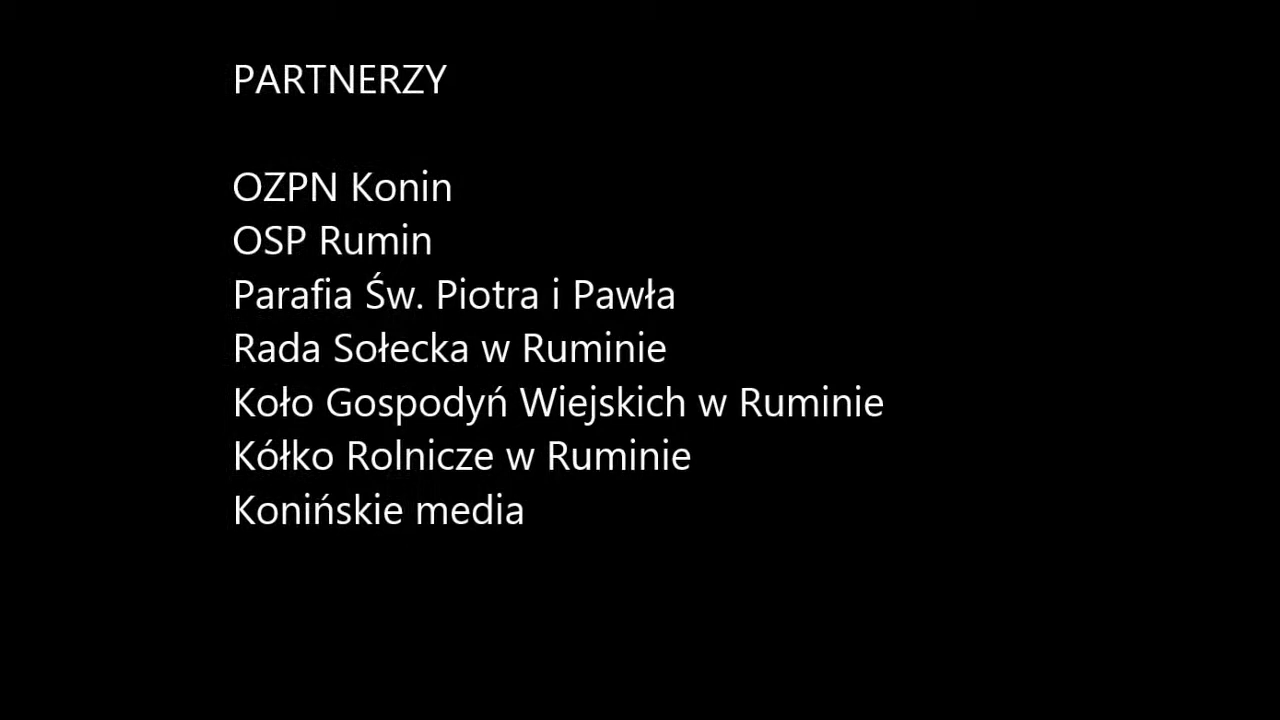 PARTNERZY
OZPN Konin
OSP Rumin
Parafia Św. Piotra i Pawła
Rada Sołecka w Ruminie
Koło Gospodyń Wiejskich w Ruminie
Kółko Rolnicze w Ruminie
Konińskie media